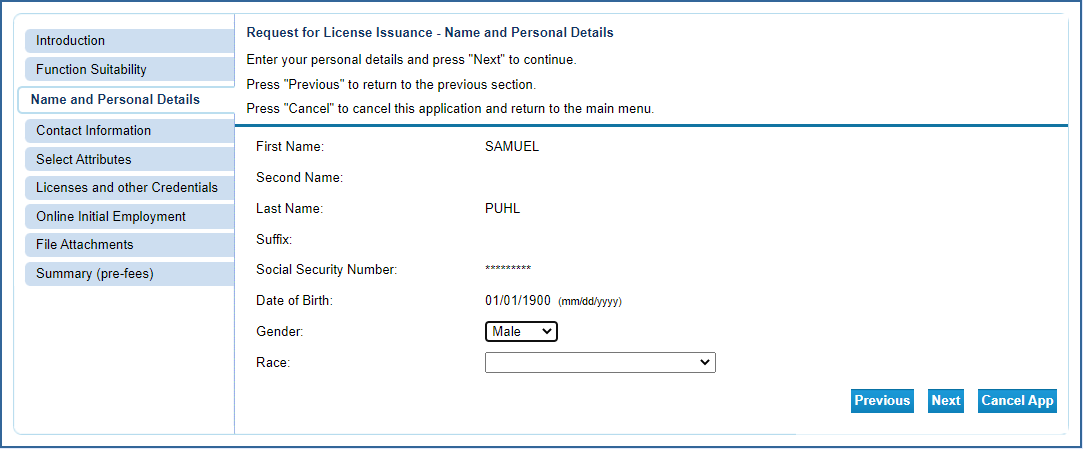 Introduction
Function Suitability
Name and Personal Details
Contact Information
Select Attributes
Licenses and other Credentials
Online Initial Employment
File Attachments
Summary (pre-fees)
Request for License Issuance - Name and Personal Details
Enter your personal details and press "Next" to continue.
Press "Previous" to return to the previous section.
Press "Cancel" to cancel this application and return to the main menu.
First Name: SAMUEL
Second Name:
Last Name: PUHL
Suffix:
Social Security Number: *********
Date of Birth: 01/01/1900 (mm/dd/yyyy)
Gender: Male
Race:
Previous Next Cancel App